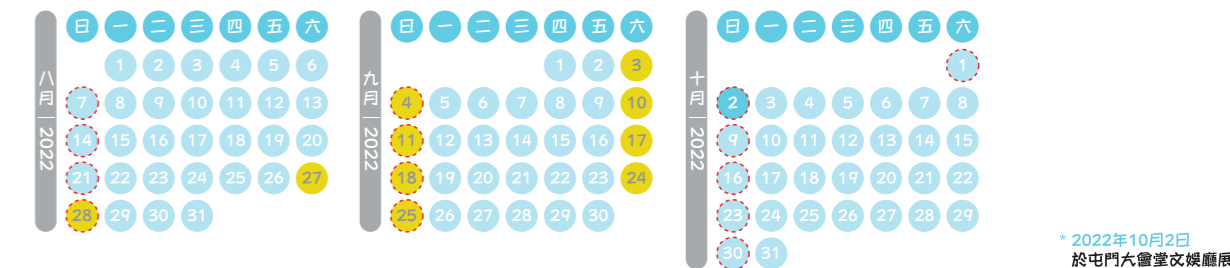 八月 | 2022
日 一 二 三 四 五 六
1 2 3 4 5 6
7 8 9 10 11 12 13
14 15 16 17 18 19 20
21 22 23 24 25 26 27
28 29 30 31
九月 | 2022
日 一 二 三 四 五 六
1 2 3
4 5 6 7 8 9 10
11 12 13 14 15 16 17
18 19 20 21 22 23 24
25 26 27 28 29 30
十月 | 2022
日 一 二 三 四 五 六
1
2 3 4 5 6 7 8
9 10 11 12 13 14 15
16 17 18 19 20 21 22
23 24 25 26 27 28 29
30 31
* 2022年10月2日
於屯門大會堂文娛廳展